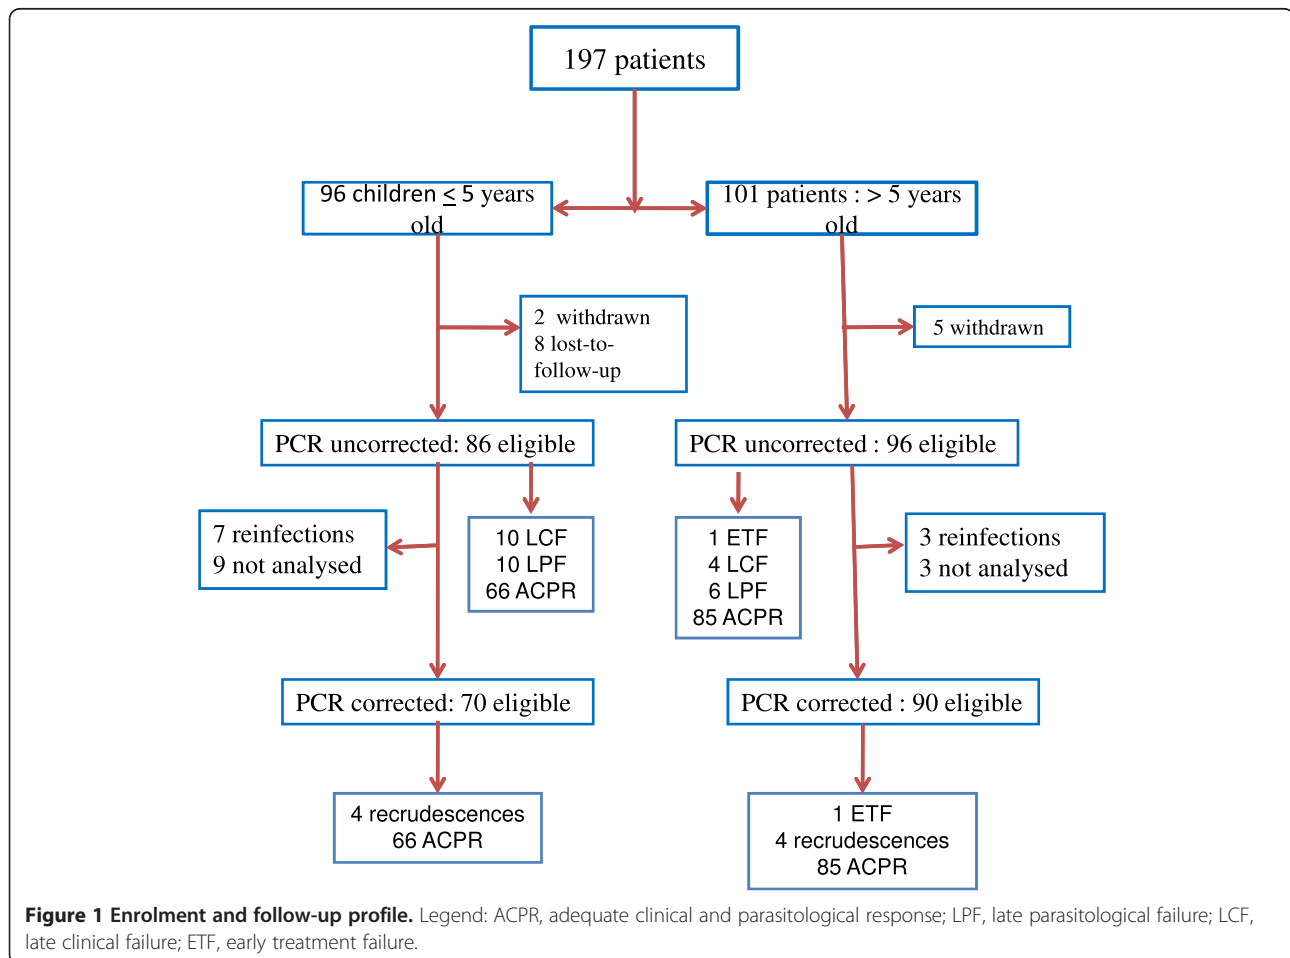 197 patients
96 children ≤ 5 years
old
101 patients : > 5 years
old
2 withdrawn
8 lost-to-
follow-up
5 withdrawn
PCR uncorrected: 86 eligible
PCR uncorrected : 96 eligible
7 reinfections
9 not analysed
10 LCF
10 LPF
66 ACPR
1 ETF
4 LCF
6 LPF
85 ACPR
3 reinfections
3 not analysed
PCR corrected: 70 eligible
PCR corrected : 90 eligible
4 recrudescences
66 ACPR
1 ETF
4 recrudescences
85 ACPR
Figure 1 Enrolment and follow-up profile. Legend: ACPR, adequate clinical and parasitological response; LPF, late parasitological failure; LCF,
late clinical failure; ETF, early treatment failure.